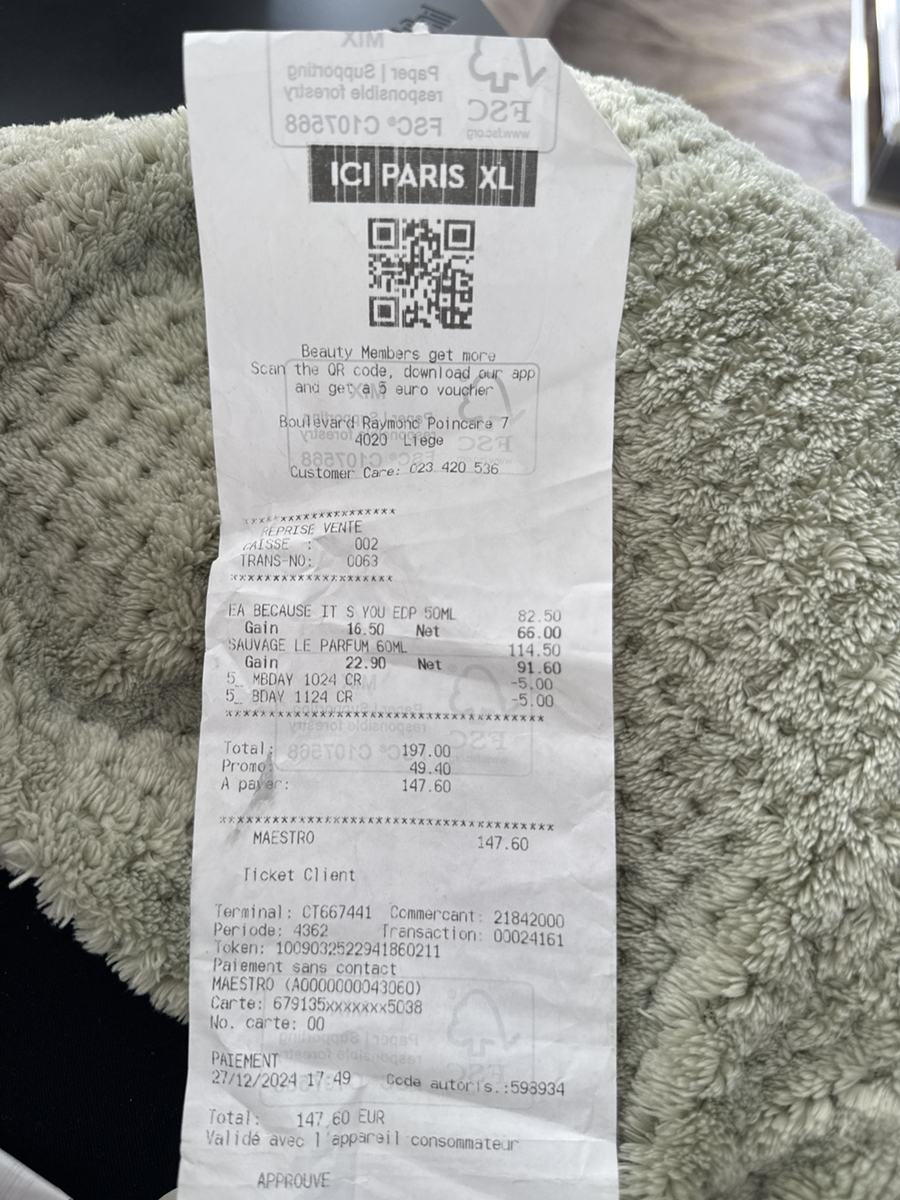 MIX
Paper | Supporting
responsible forestry
FSC® C107568
FSC
www.fsc.org
ICI PARIS XL
Beauty Members get more
Scan the QR code, download our app
and get a 5 euro voucher
Boulevard Raymond Poincare 7
4020 Liege
Customer Care: 023 420 536
***********************
REPRISE VENTE
CAISSE : 002
TRANS-NO: 0063
***********************
EA BECAUSE IT S YOU EDP 50ML 82.50
Gain 16.50 Net 66.00
SAUVAGE LE PARFUM 60ML 114.50
Gain 22.90 Net 91.60
5_ MBDAY 1024 CR -5.00
5_ BDAY 1124 CR -5.00
********************************************
Total: 197.00
Promo: 49.40
A payer: 147.60
********************************************
MAESTRO 147.60
Ticket Client
Terminal: CT667441 Commercant: 21842000
Periode: 4362 Transaction: 00024161
Token: 1009032522941860211
Paiement sans contact
MAESTRO (A0000000043060)
Carte: 679135xxxxxxx5038
No. carte: 00
PAIEMENT
27/12/2024 17:49 Code autoris.:593934
Total: 147.60 EUR
Validé avec l'appareil consommateur
APPROUVE